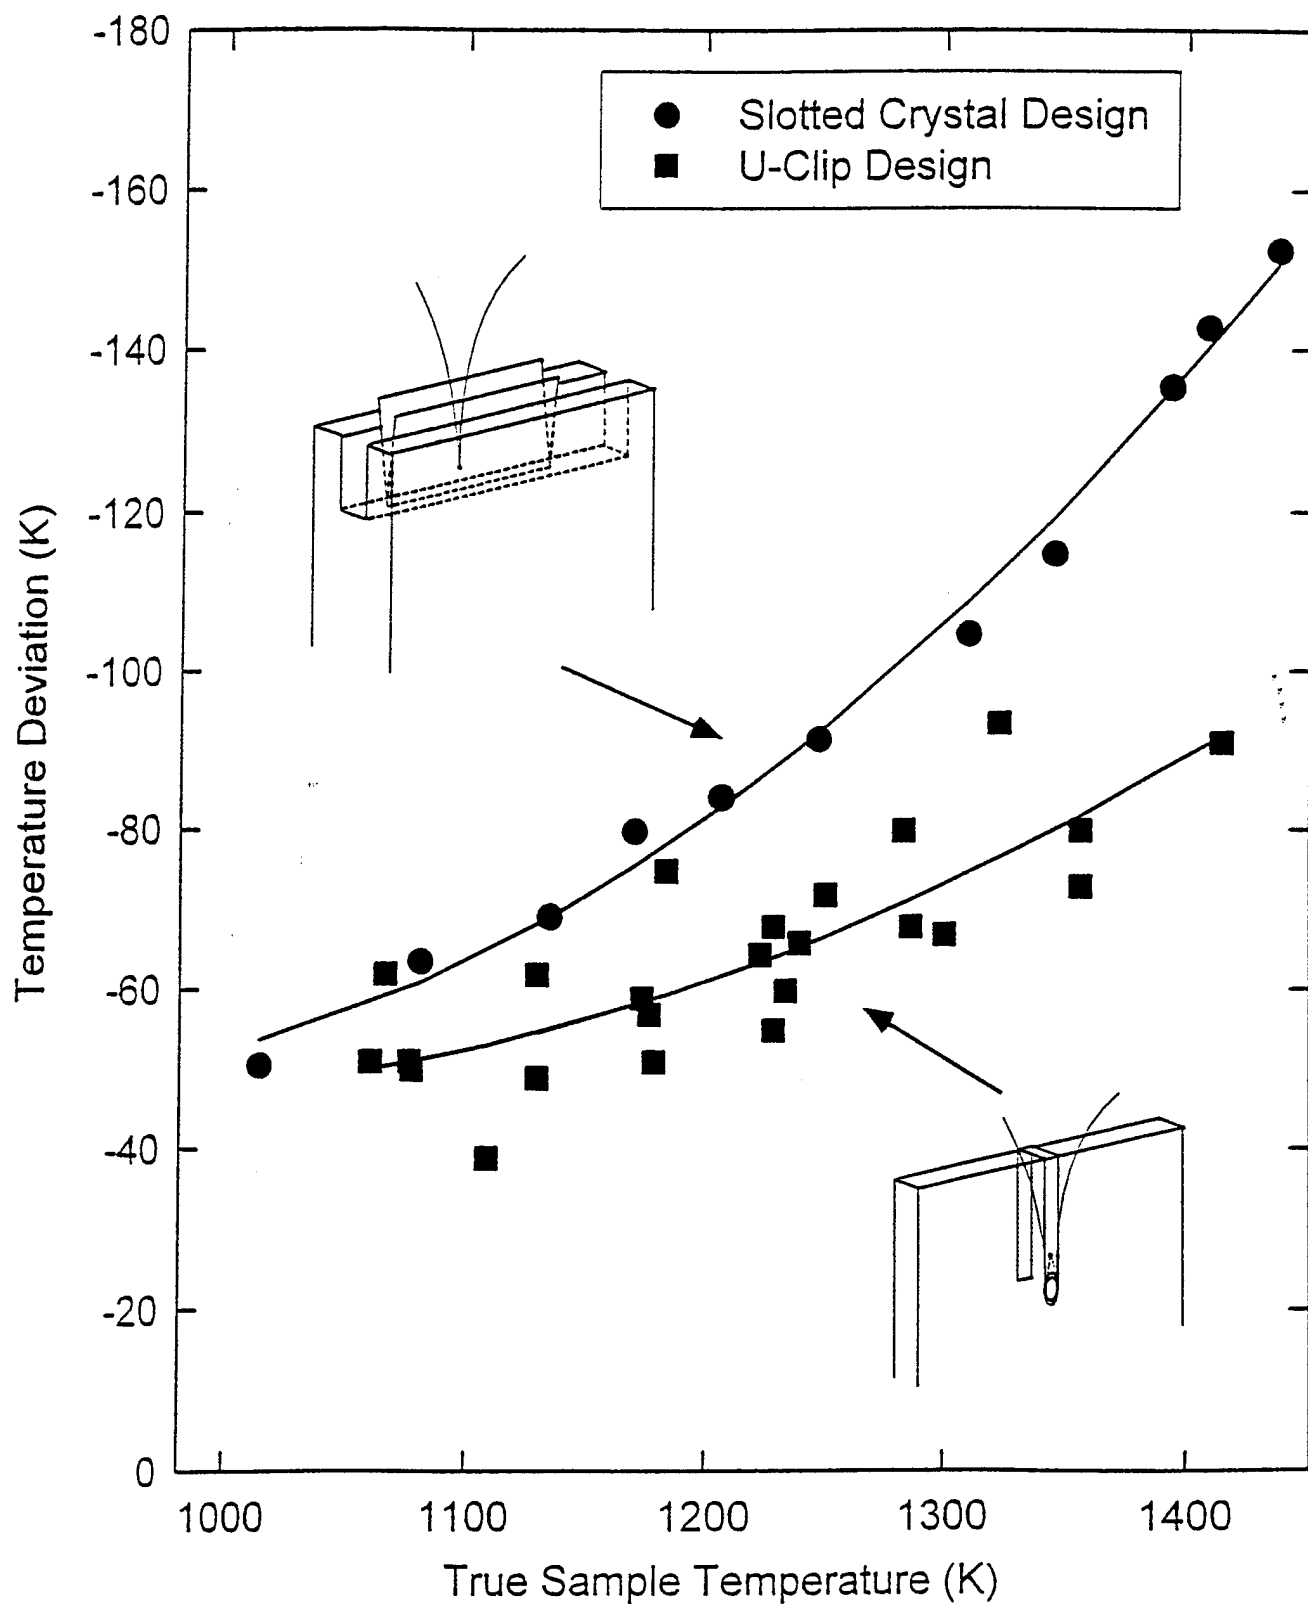 -180
-160
-140
-120
-100
-80
-60
-40
-20
0
Temperature Deviation (K)
Slotted Crystal Design
U-Clip Design
1000 1100 1200 1300 1400
True Sample Temperature (K)